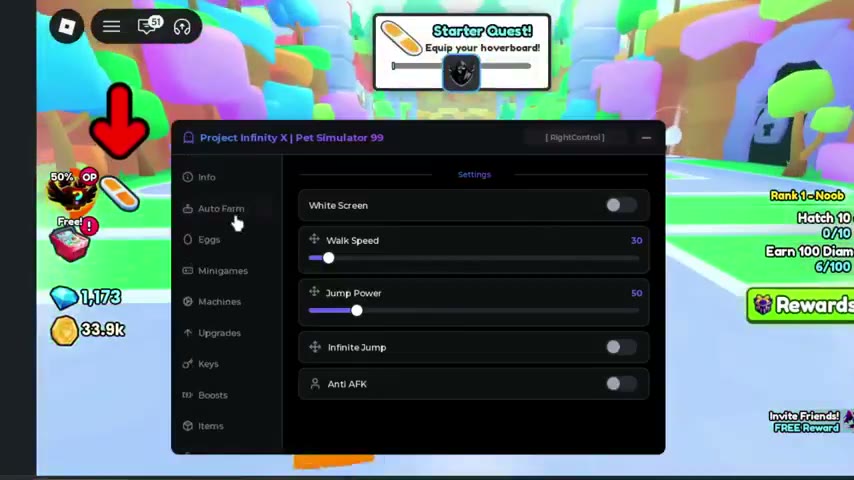 51
Starter Quest!
Equip your hoverboard!
Project Infinity X | Pet Simulator 99
[ RightControl ]
Info
Auto Farm
Eggs
Minigames
Machines
Upgrades
Keys
Boosts
Items
Settings
White Screen
Walk Speed
30
Jump Power
50
Infinite Jump
Anti AFK
50%
OP
Free!
!
1,173
33.9k
Rank 1 - Noob
Hatch 10
0/10
Earn 100 Diam
6/100
Rewards
Invite Friends!
FREE Reward